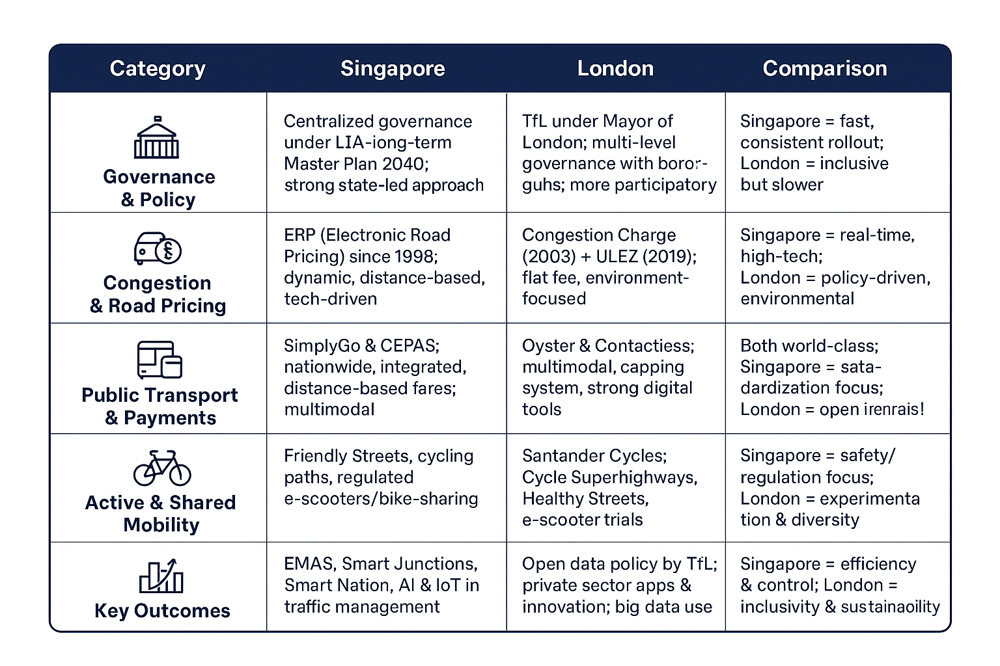 Category
Singapore
London
Comparison
Governance
& Policy
Centralized governance
under LIA-iong-term
Master Plan 2040;
strong state-led approach
TfL under Mayor of
London; multi-level
governance with boror-
guhs; more participatory
Singapore = fast,
consistent rollout;
London = inclusive
but slower
Congestion
& Road Pricing
ERP (Electronic Road
Pricing) since 1998;
dynamic, distance-based,
tech-driven
Congestion Charge
(2003) + ULEZ (2019);
flat fee, environment-
focused
Singapore = real-time,
high-tech;
London = policy-driven,
environmental
Public Transport
& Payments
SimplyGo & CEPAS;
nationwide, integrated,
distance-based fares;
multimodal
Oyster & Contactiess;
multimodal, capping
system, strong digital
tools
Both world-class;
Singapore = sata-
dardization focus;
London = open irenrais!
Active & Shared
Mobility
Friendly Streets, cycling
paths, regulated
e-scooters/bike-sharing
Santander Cycles;
Cycle Superhighways,
Healthy Streets,
e-scooter trials
Singapore = safety/
regulation focus;
London = experimenta
tion & diversity
Key Outcomes
EMAS, Smart Junctions,
Smart Nation, AI & IoT in
traffic management
Open data policy by TfL;
private sector apps &
innovation; big data use
Singapore = efficiency
& control; London =
inclusivity & sustainaoility